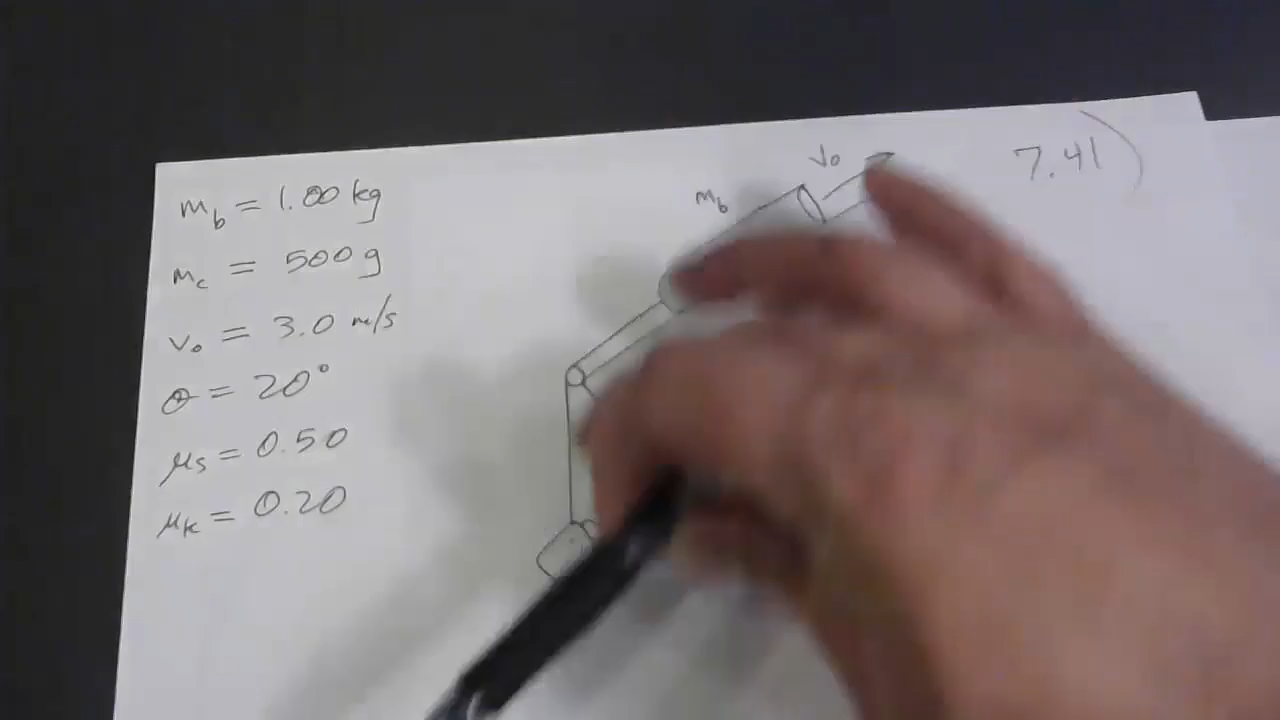 m_b = 1.00 kg
m_c = 500 g
v_o = 3.0 m/s
θ = 20°
μ_s = 0.50
μ_k = 0.20
v_o
m_b
7.41)